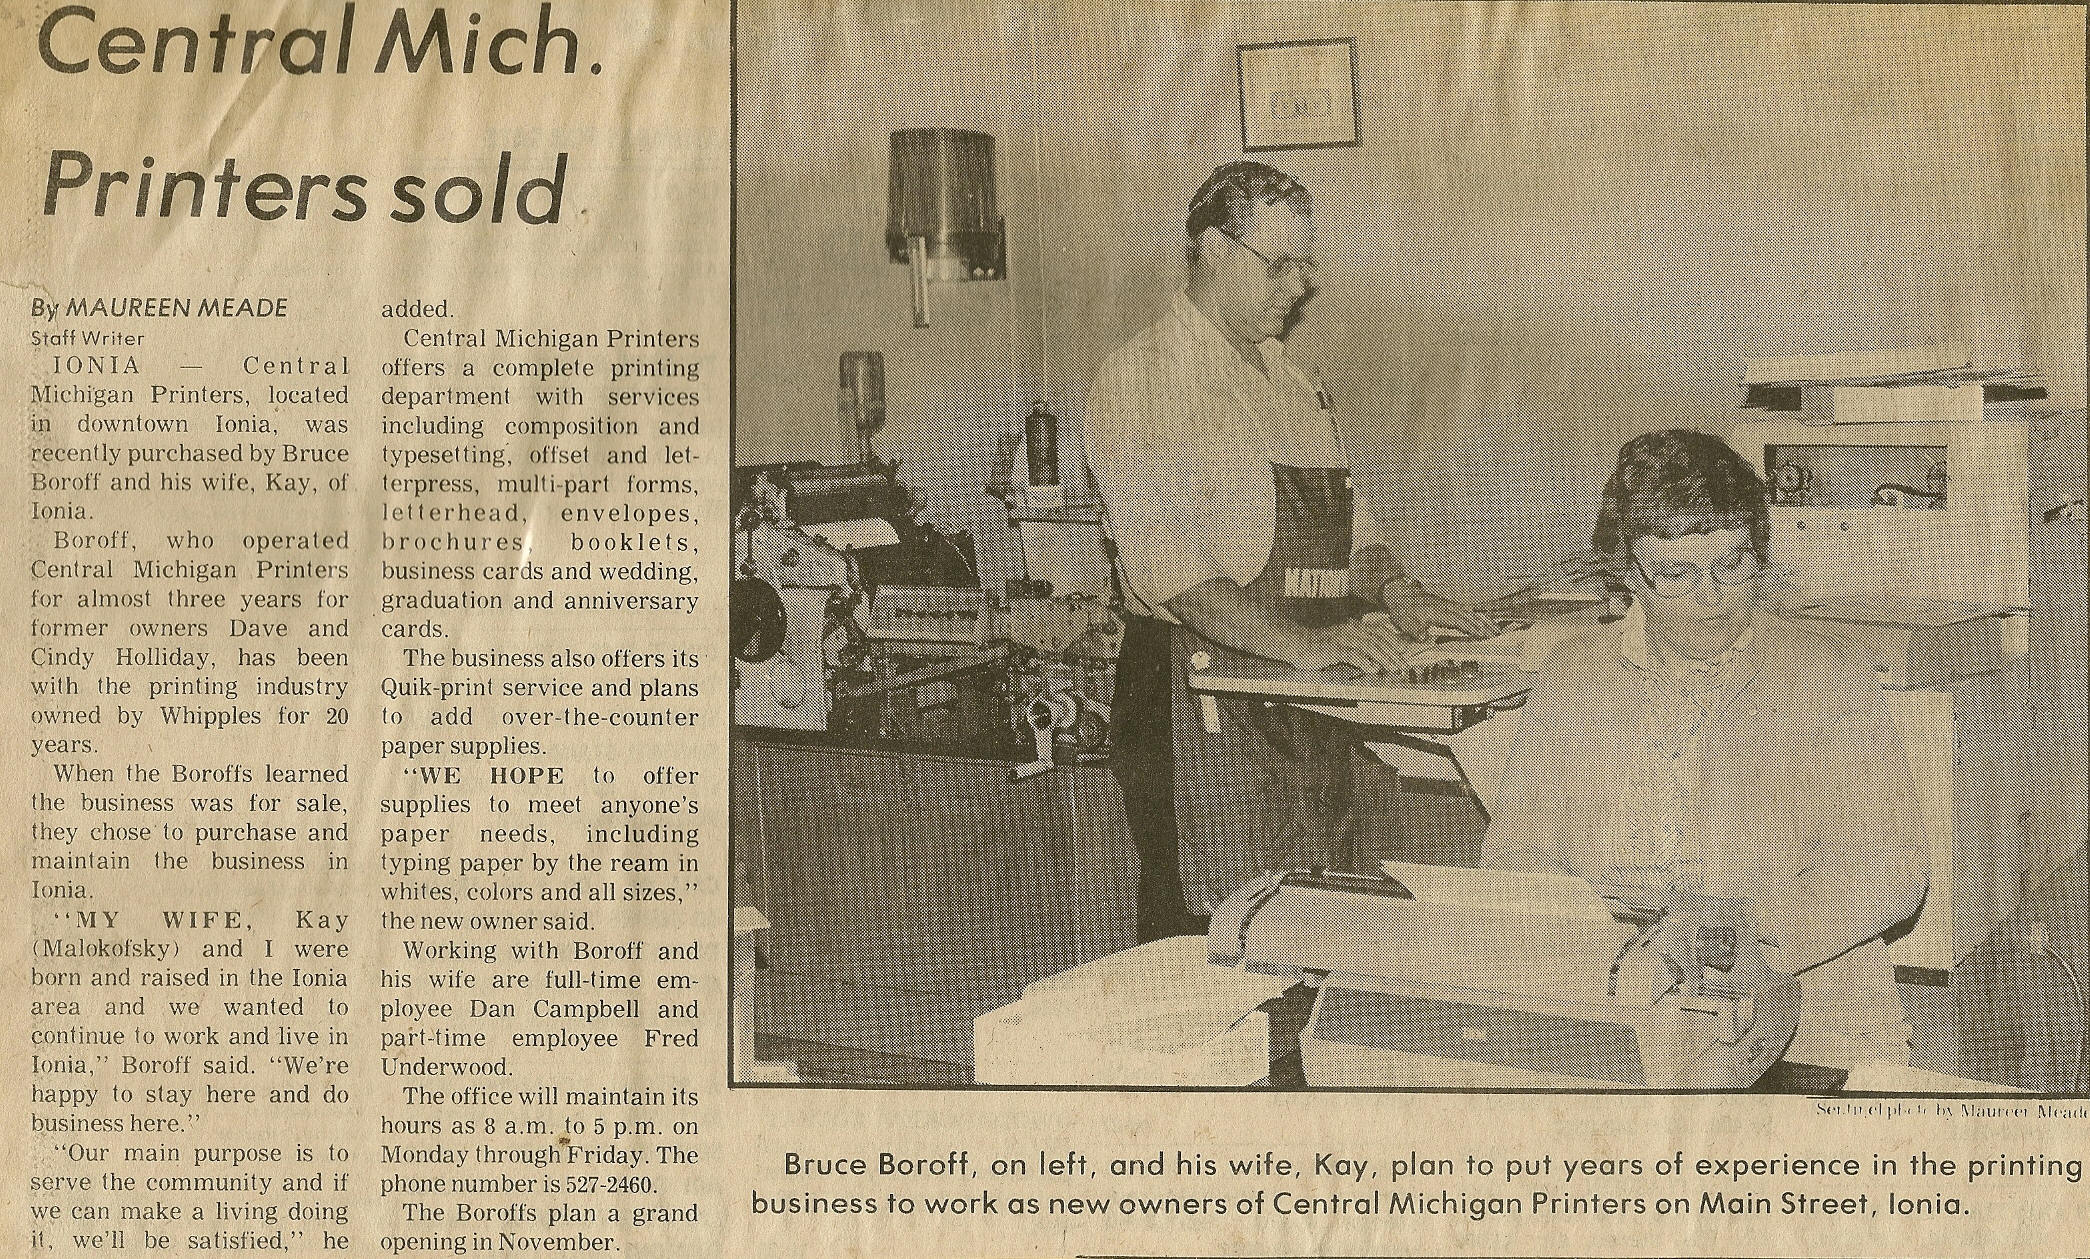 Central Mich.
Printers sold
By MAUREEN MEADE
Staff Writer
IONIA — Central
Michigan Printers, located
in downtown Ionia, was
recently purchased by Bruce
Boroff and his wife, Kay, of
Ionia.
Boroff, who operated
Central Michigan Printers
for almost three years for
former owners Dave and
Cindy Holliday, has been
with the printing industry
owned by Whipples for 20
years.
When the Boroffs learned
the business was for sale,
they chose to purchase and
maintain the business in
Ionia.
"MY WIFE, Kay
(Malokofsky) and I were
born and raised in the Ionia
area and we wanted to
continue to work and live in
Ionia," Boroff said. "We're
happy to stay here and do
business here."
"Our main purpose is to
serve the community and if
we can make a living doing
it, we'll be satisfied," he
added.
Central Michigan Printers
offers a complete printing
department with services
including composition and
typesetting, offset and let-
terpress, multi-part forms,
letterhead, envelopes,
brochures, booklets,
business cards and wedding,
graduation and anniversary
cards.
The business also offers its
Quik-print service and plans
to add over-the-counter
paper supplies.
"WE HOPE to offer
supplies to meet anyone's
paper needs, including
typing paper by the ream in
whites, colors and all sizes,"
the new owner said.
Working with Boroff and
his wife are full-time em-
ployee Dan Campbell and
part-time employee Fred
Underwood.
The office will maintain its
hours as 8 a.m. to 5 p.m. on
Monday through Friday. The
phone number is 527-2460.
The Boroffs plan a grand
opening in November.
Sentinel photo by Maureen Meade
Bruce Boroff, on left, and his wife, Kay, plan to put years of experience in the printing
business to work as new owners of Central Michigan Printers on Main Street, Ionia.